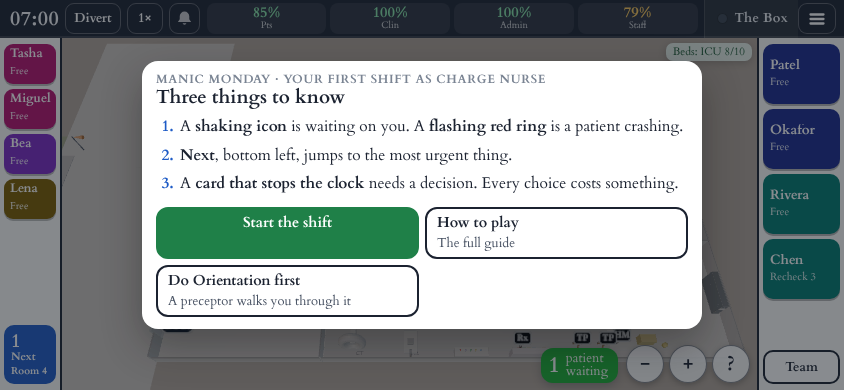 07:00
Divert
1×
85%
Pts
100%
Clin
100%
Admin
79%
Staff
The Box
Beds: ICU 8/10
Tasha
Free
Miguel
Free
Bea
Free
Lena
Free
1
Next
Room 4
MANIC MONDAY · YOUR FIRST SHIFT AS CHARGE NURSE
Three things to know
1. A shaking icon is waiting on you. A flashing red ring is a patient crashing.
2. Next, bottom left, jumps to the most urgent thing.
3. A card that stops the clock needs a decision. Every choice costs something.
Start the shift
How to play
The full guide
Do Orientation first
A preceptor walks you through it
Patel
Free
Okafor
Free
Rivera
Free
Chen
Recheck 3
Team
Rx
TP
TP
HM
1 patient
waiting
−
+
?